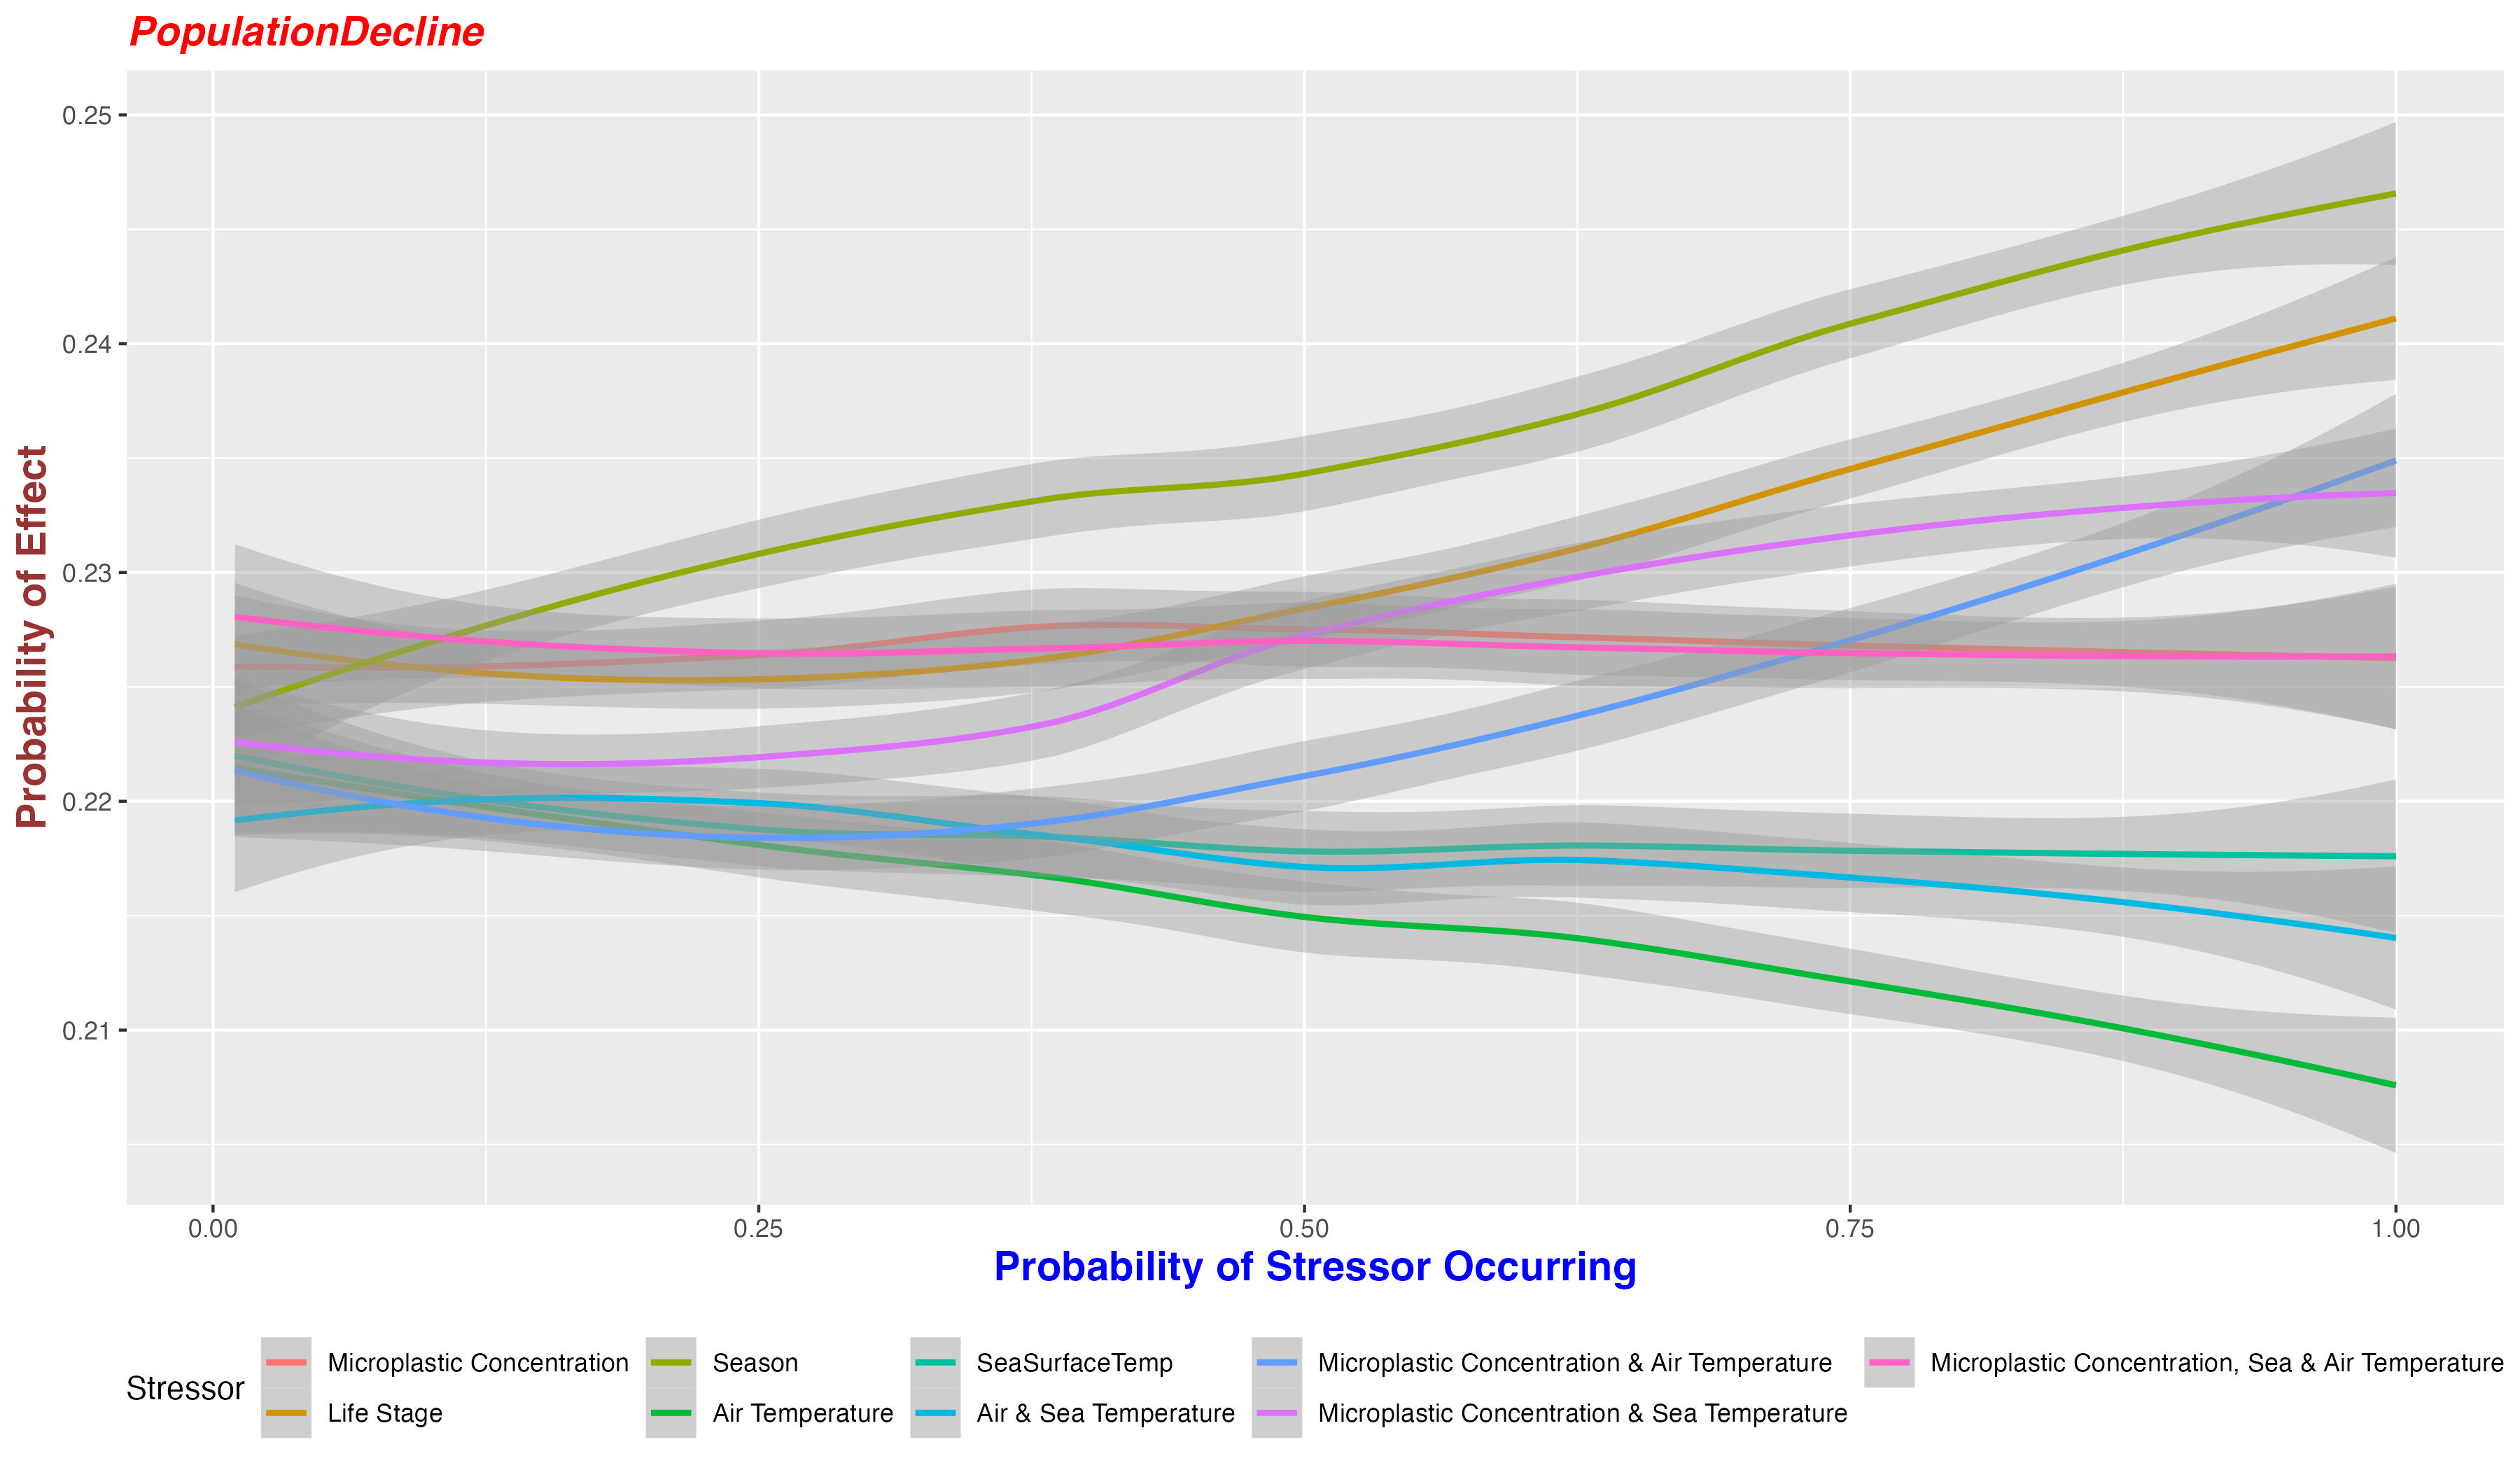 PopulationDecline
Probability of Effect
0.25
0.24
0.23
0.22
0.21
0.00 0.25 0.50 0.75 1.00
Probability of Stressor Occurring
Stressor
Microplastic Concentration
Life Stage
Season
Air Temperature
SeaSurfaceTemp
Air & Sea Temperature
Microplastic Concentration & Air Temperature
Microplastic Concentration & Sea Temperature
Microplastic Concentration, Sea & Air Temperature